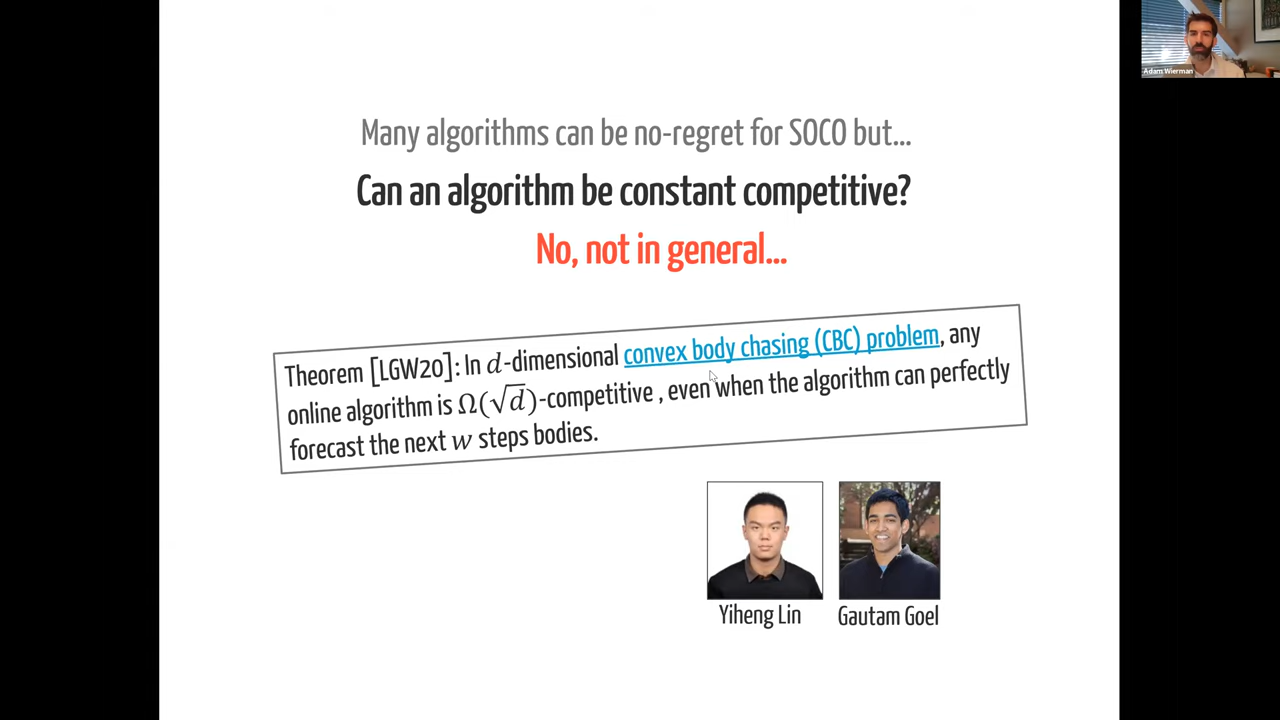 Adam Wierman
Many algorithms can be no-regret for SOCO but...
Can an algorithm be constant competitive?
No, not in general...
Theorem [LGW20]: In d-dimensional convex body chasing (CBC) problem, any
online algorithm is Ω(√d)-competitive , even when the algorithm can perfectly
forecast the next w steps bodies.
Yiheng Lin
Gautam Goel